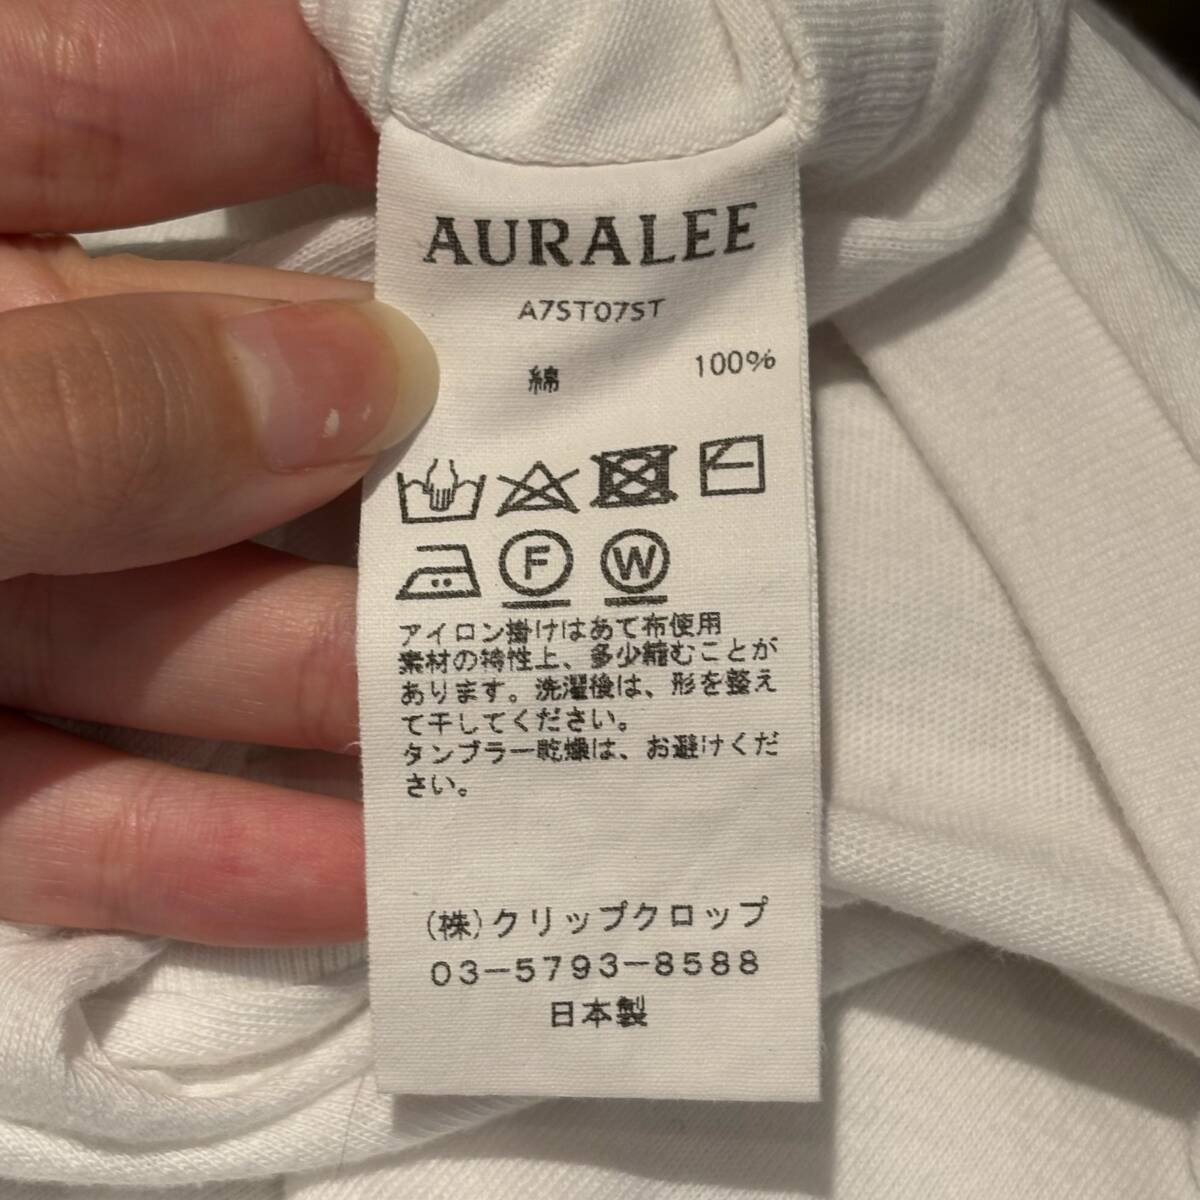 AURALEE
A7ST07ST
綿 100%
F W
アイロン掛けはあて布使用
素材の特性上、多少縮むことが
あります。洗濯後は、形を整え
て干してください。
タンブラー乾燥は、お避けくだ
さい。
(株)クリップクロップ
03-5793-8588
日本製